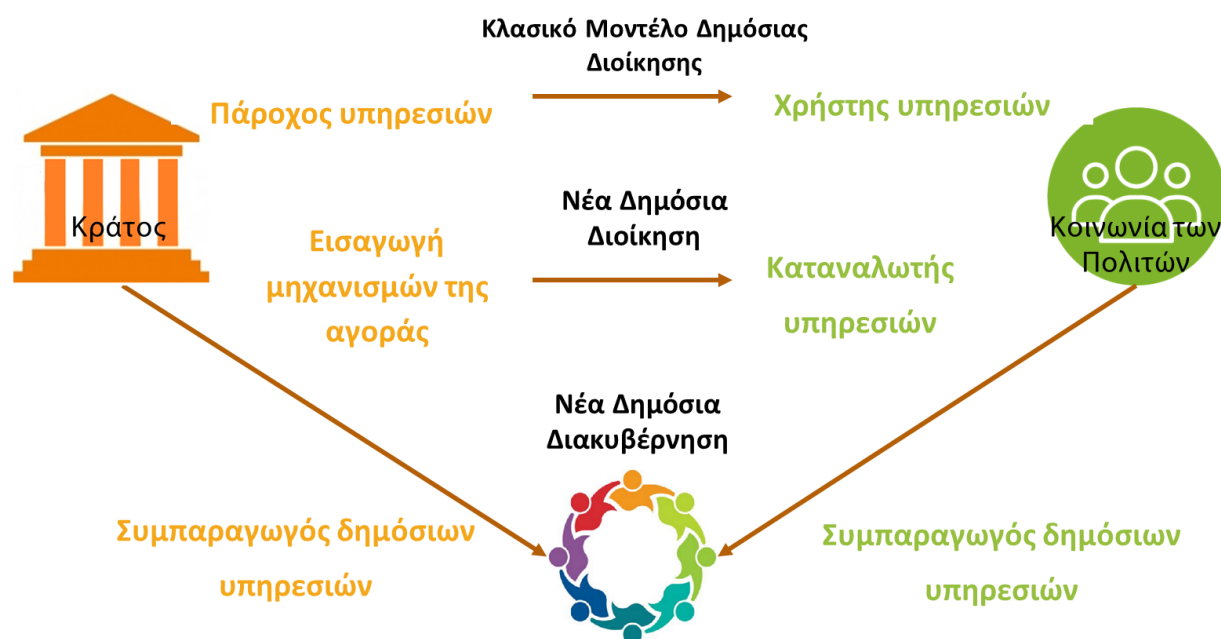 Κλασικό Μοντέλο Δημόσιας
Διοίκησης
Πάροχος υπηρεσιών
Χρήστης υπηρεσιών
Κράτος
Κοινωνία των
Πολιτών
Νέα Δημόσια
Διοίκηση
Εισαγωγή
μηχανισμών της
αγοράς
Καταναλωτής
υπηρεσιών
Νέα Δημόσια
Διακυβέρνηση
Συμπαραγωγός δημόσιων
υπηρεσιών
Συμπαραγωγός δημόσιων
υπηρεσιών